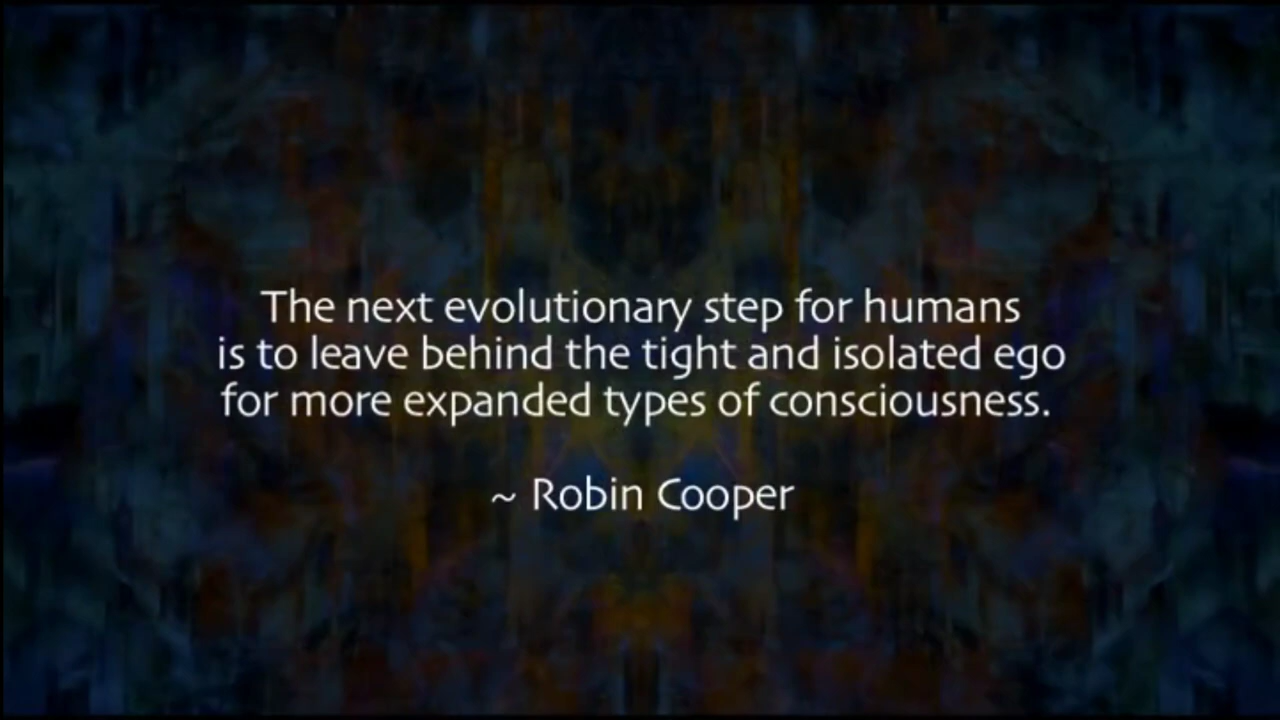 The next evolutionary step for humans
is to leave behind the tight and isolated ego
for more expanded types of consciousness.
~ Robin Cooper